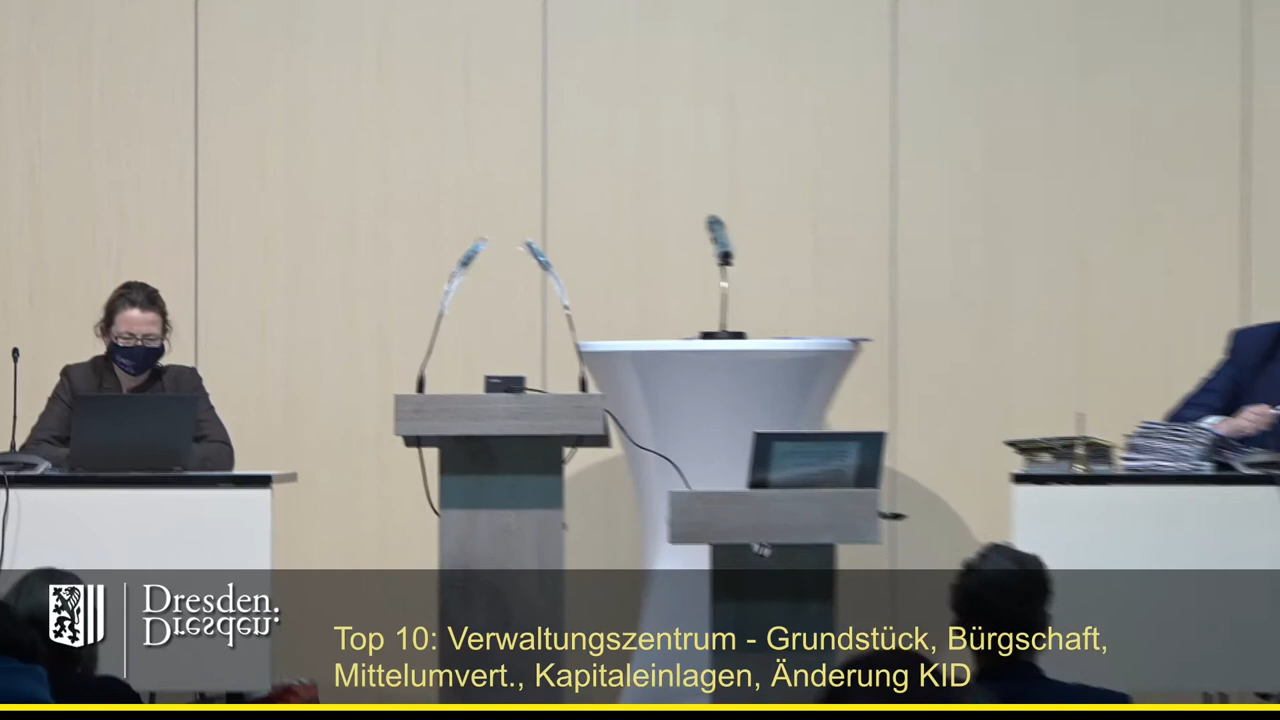 Dresden.
Dresden.
Top 10: Verwaltungszentrum - Grundstück, Bürgschaft,
Mittelumvert., Kapitaleinlagen, Änderung KID